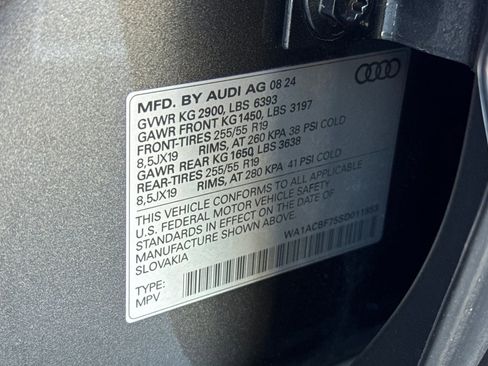 MFD. BY AUDI AG 08 24
GVWR KG 2900, LBS 6393
GAWR FRONT KG1450, LBS 3197
FRONT-TIRES 255/55 R19
8,5JX19 RIMS, AT 260 KPA 38 PSI COLD
GAWR REAR KG 1650, LBS 3638
REAR-TIRES 255/55 R19
8,5JX19 RIMS, AT 280 KPA 41 PSI COLD
THIS VEHICLE CONFORMS TO ALL APPLICABLE
U.S. FEDERAL MOTOR VEHICLE SAFETY
STANDARDS IN EFFECT ON THE DATE OF
MANUFACTURE SHOWN ABOVE.
SLOVAKIA
WA1ACBF75SD011953
TYPE:
MPV